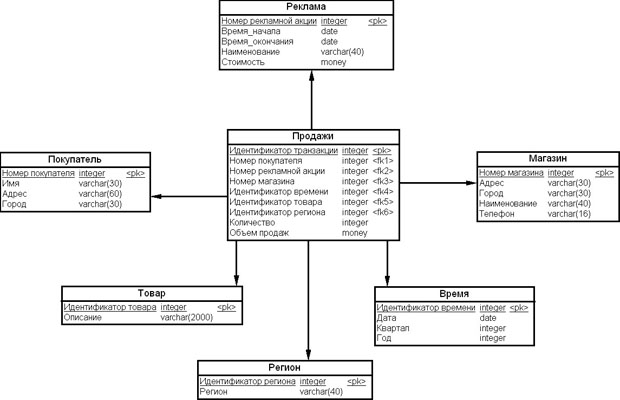 Реклама
Номер рекламной акции integer <pk>
Время_начала date
Время_окончания date
Наименование varchar(40)
Стоимость money
Продажи
Идентификатор транзакции integer <pk>
Номер покупателя integer <fk1>
Номер рекламной акции integer <fk2>
Номер магазина integer <fk3>
Идентификатор времени integer <fk4>
Идентификатор товара integer <fk5>
Идентификатор региона integer <fk6>
Количество integer
Объем продаж money
Покупатель
Номер покупателя integer <pk>
Имя varchar(30)
Адрес varchar(60)
Город varchar(30)
Магазин
Номер магазина integer <pk>
Адрес varchar(30)
Город varchar(30)
Наименование varchar(40)
Телефон varchar(16)
Товар
Идентификатор товара integer <pk>
Описание varchar(2000)
Время
Идентификатор времени integer <pk>
Дата date
Квартал integer
Год integer
Регион
Идентификатор региона integer <pk>
Регион varchar(40)